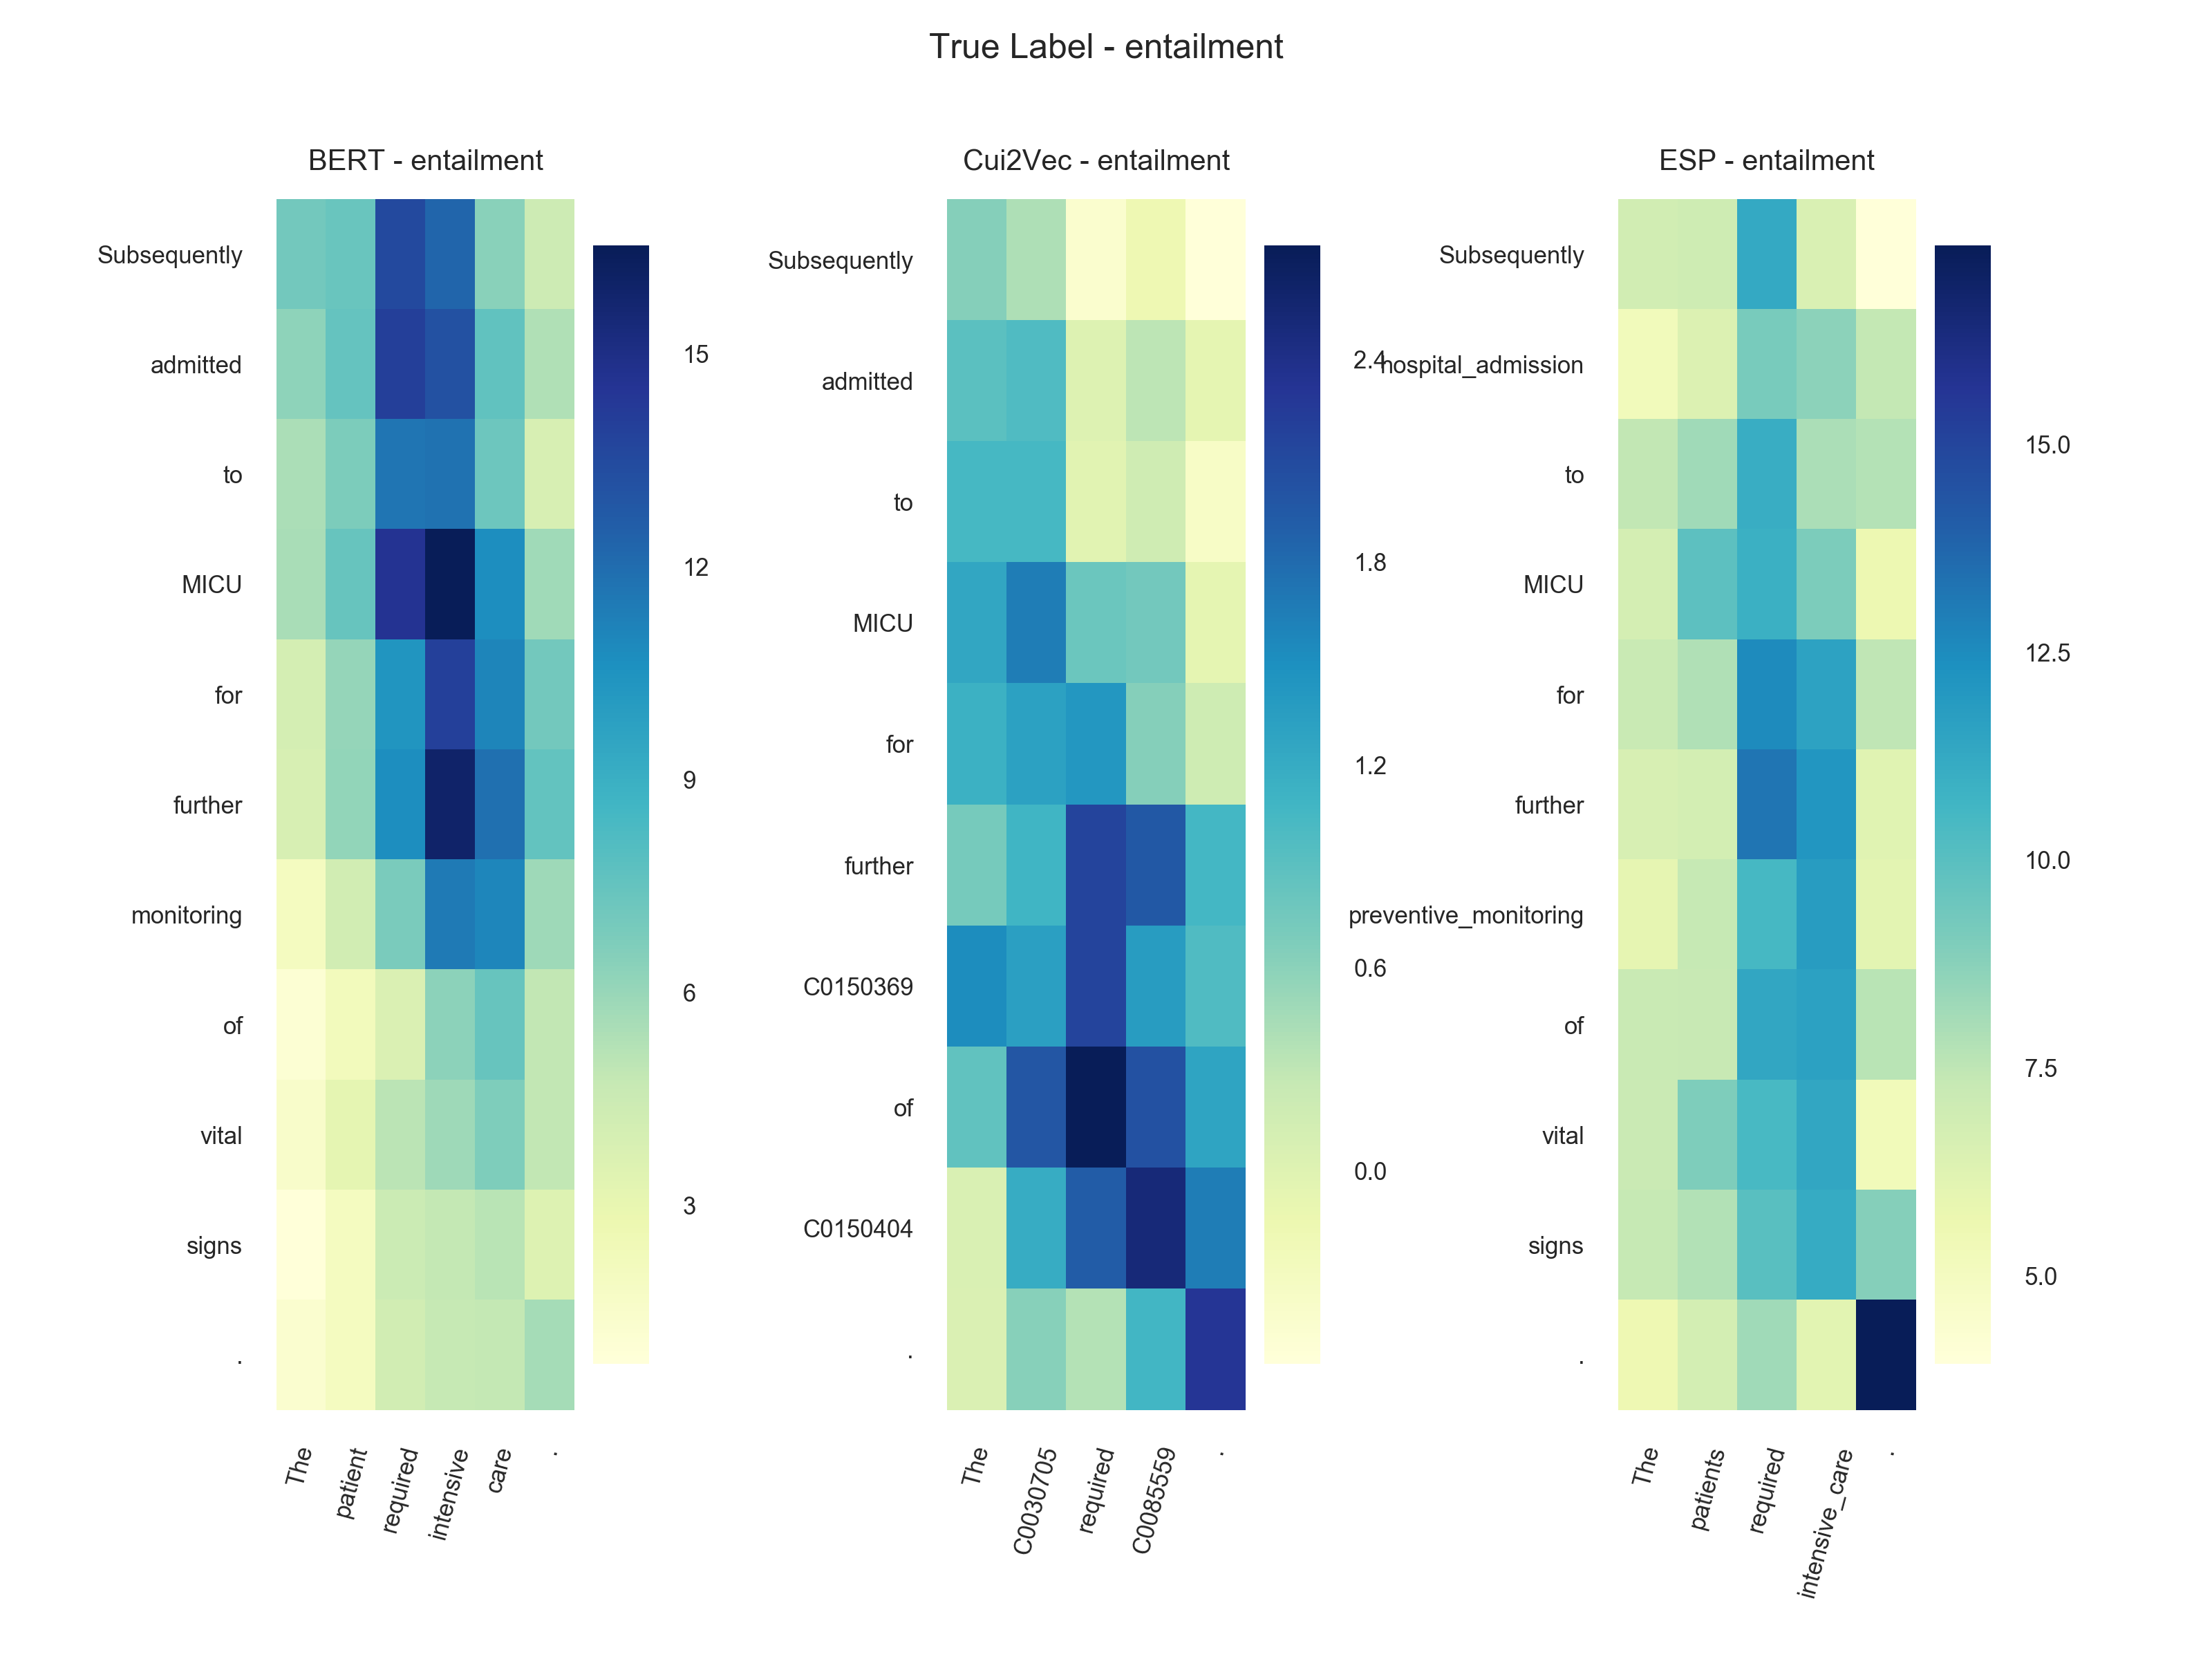 True Label - entailment
BERT - entailment
Subsequently
admitted
to
MICU
for
further
monitoring
of
vital
signs
.
The
patient
required
intensive
care
.
15
12
9
6
3
Cui2Vec - entailment
Subsequently
admitted
to
MICU
for
further
C0150369
of
C0150404
.
The
C0030705
required
C0085559
.
2.4
1.8
1.2
0.6
0.0
ESP - entailment
Subsequently
hospital_admission
to
MICU
for
further
preventive_monitoring
of
vital
signs
.
The
patients
required
intensive_care
.
15.0
12.5
10.0
7.5
5.0